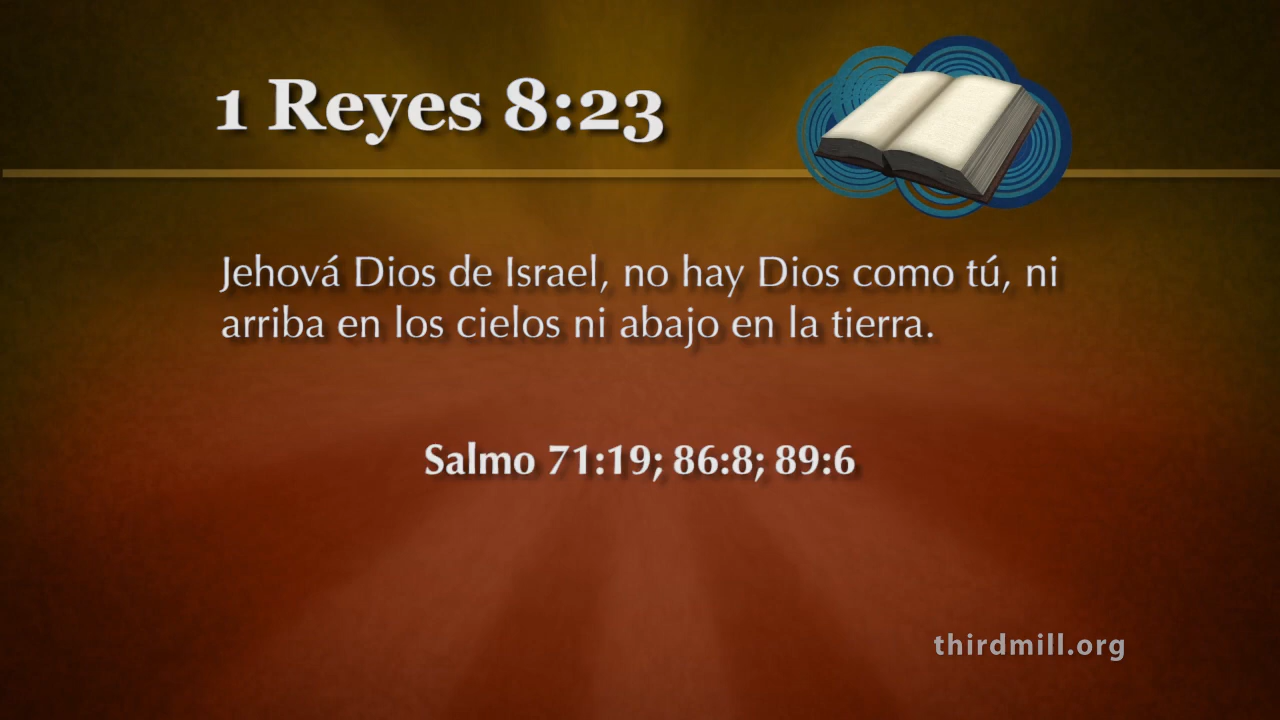 1 Reyes 8:23
Jehová Dios de Israel, no hay Dios como tú, ni
arriba en los cielos ni abajo en la tierra.
Salmo 71:19; 86:8; 89:6
thirdmill.org